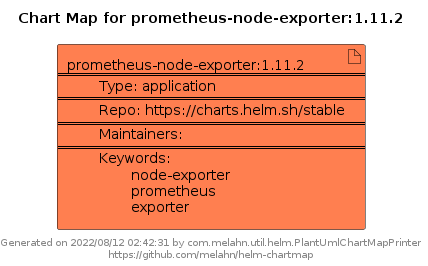 Chart Map for prometheus-node-exporter:1.11.2
prometheus-node-exporter:1.11.2
Type: application
Repo: https://charts.helm.sh/stable
Maintainers:
Keywords:
node-exporter
prometheus
exporter
Generated on 2022/08/12 02:42:31 by com.melahn.util.helm.PlantUmlChartMapPrinter
https://github.com/melahn/helm-chartmap